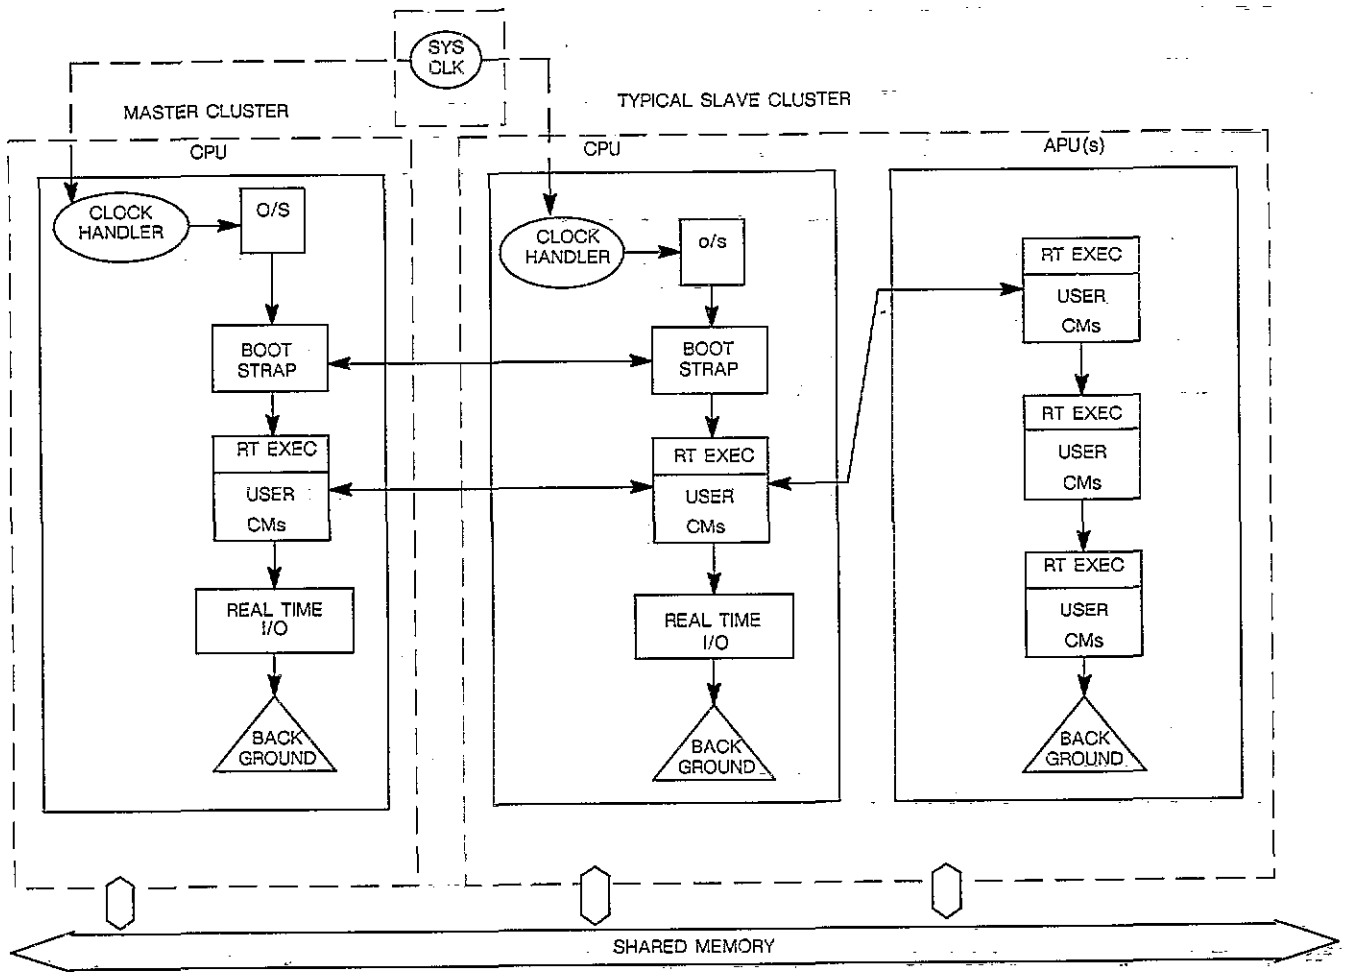 SYS
CLK
MASTER CLUSTER
TYPICAL SLAVE CLUSTER
CPU
CPU
APU(s)
CLOCK
HANDLER
O/S
BOOT
STRAP
RT EXEC
USER
CMs
REAL TIME
I/O
BACK
GROUND
CLOCK
HANDLER
o/s
BOOT
STRAP
RT EXEC
USER
CMs
REAL TIME
I/O
BACK
GROUND
RT EXEC
USER
CMs
RT EXEC
USER
CMs
RT EXEC
USER
CMs
BACK
GROUND
SHARED MEMORY